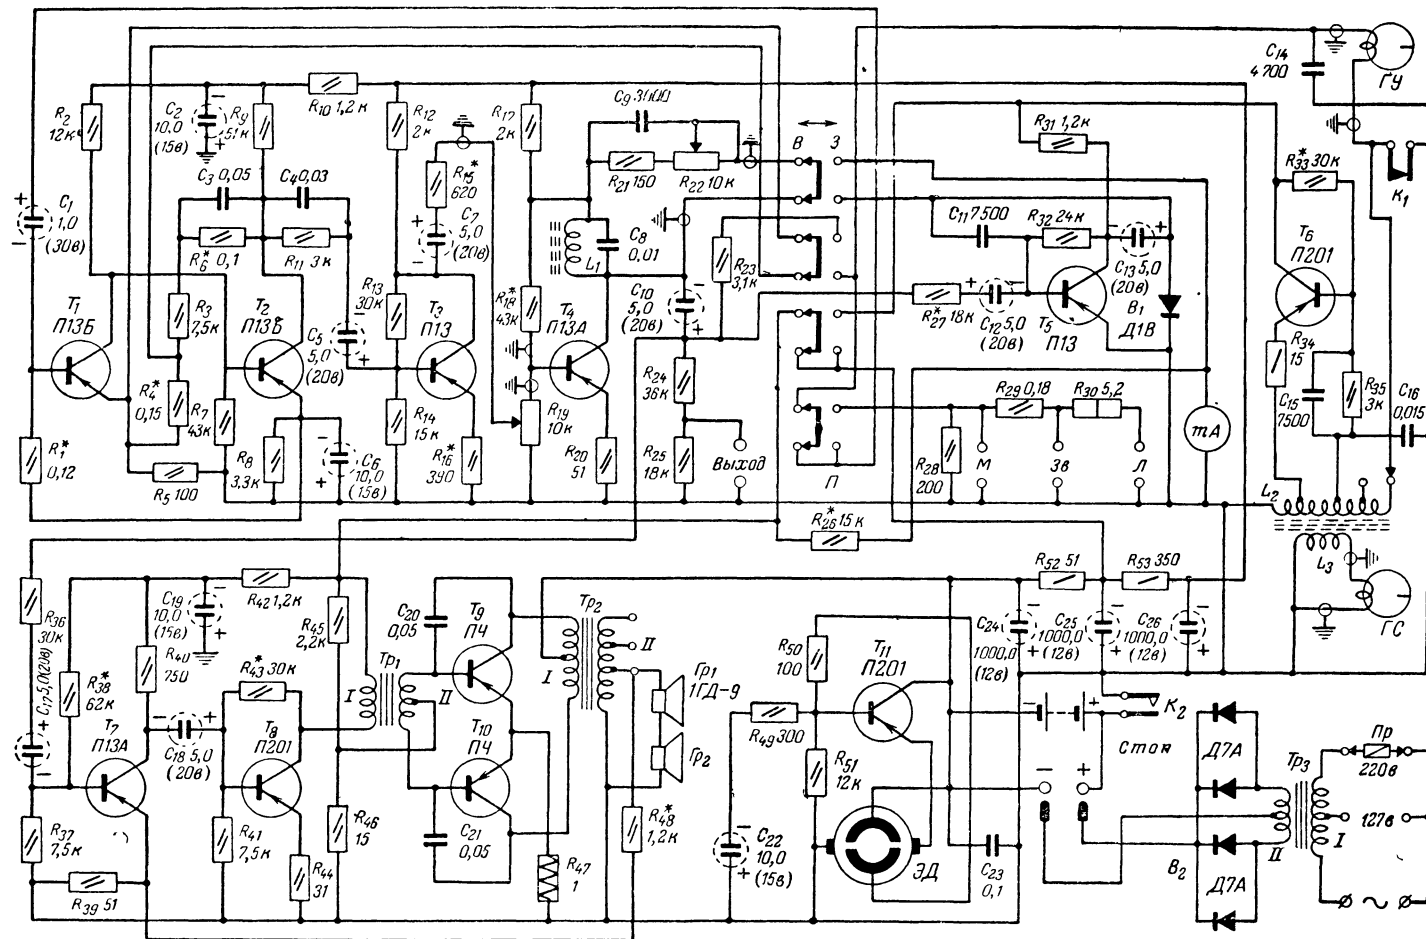 R2
12к
C2
10,0
(15в)
R9
51к
R10 1,2к
R12
2к
R17
2к
C9 3600
C14
4700
ГУ
R15*
620
R21 150
R22 10к
В
З
R31 1,2к
R33* 30к
К1
C3 0,05
C4 0,03
C7
5,0
(20в)
C1
1,0
(30в)
R6* 0,1
R11 3к
L1
C8
0,01
C11 7500
R32 24к
C13 5,0
(20в)
T6
П201
R3
7,5к
R13
30к
R18*
43к
C10
5,0
(20в)
R23
3,1к
R27* 18к
C12 5,0
(20в)
T5
П13
В1
Д1В
T1
П13Б
T2
П13Б
C5
5,0
(20в)
T3
П13
T4
П13А
R34
15
R4*
0,15
R7
43к
R24
36к
R29 0,18
R30 5,2
mA
C15
7500
R35
3к
C16
0,015
R1*
0,12
R5 100
R8
3,3к
C6
10,0
(15в)
R14
15к
R16*
390
R19
10к
R20
51
R25
18к
Выход
П
R28
200
М
Зв
Л
L2
R26* 15к
L3
ГС
R36
30к
C17 5,0 (20в)
C19
10,0
(15в)
R42 1,2к
R45
2,2к
C20
0,05
T9
П4
Тр2
R52 51
R53 350
C24
1000,0
(12в)
C25
1000,0
(12в)
C26
1000,0
(12в)
R38*
62к
R40
750
R43* 30к
Тр1
I
II
I
II
Гр1
1ГД-9
R50
100
T11
П201
T7
П13А
C18 5,0
(20в)
T8
П201
T10
П4
Гр2
R49 300
К2
Стоп
Д7А
Пр
220в
Тр3
R51
12к
R37
7,5к
R41
7,5к
R46
15
C21
0,05
R48*
1,2к
C22
10,0
(15в)
ЭД
C23
0,1
В2
Д7А
II
I
127в
R39 51
R44
31
R47
1